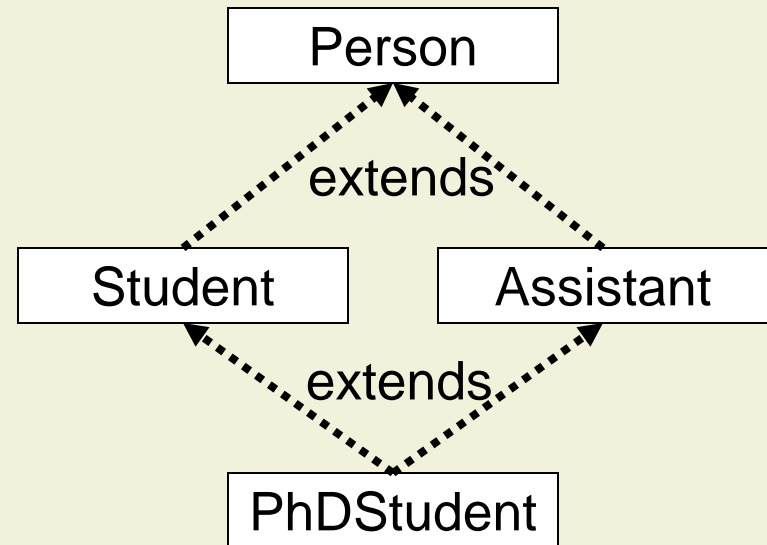 Person
extends
Student
Assistant
extends
PhDStudent